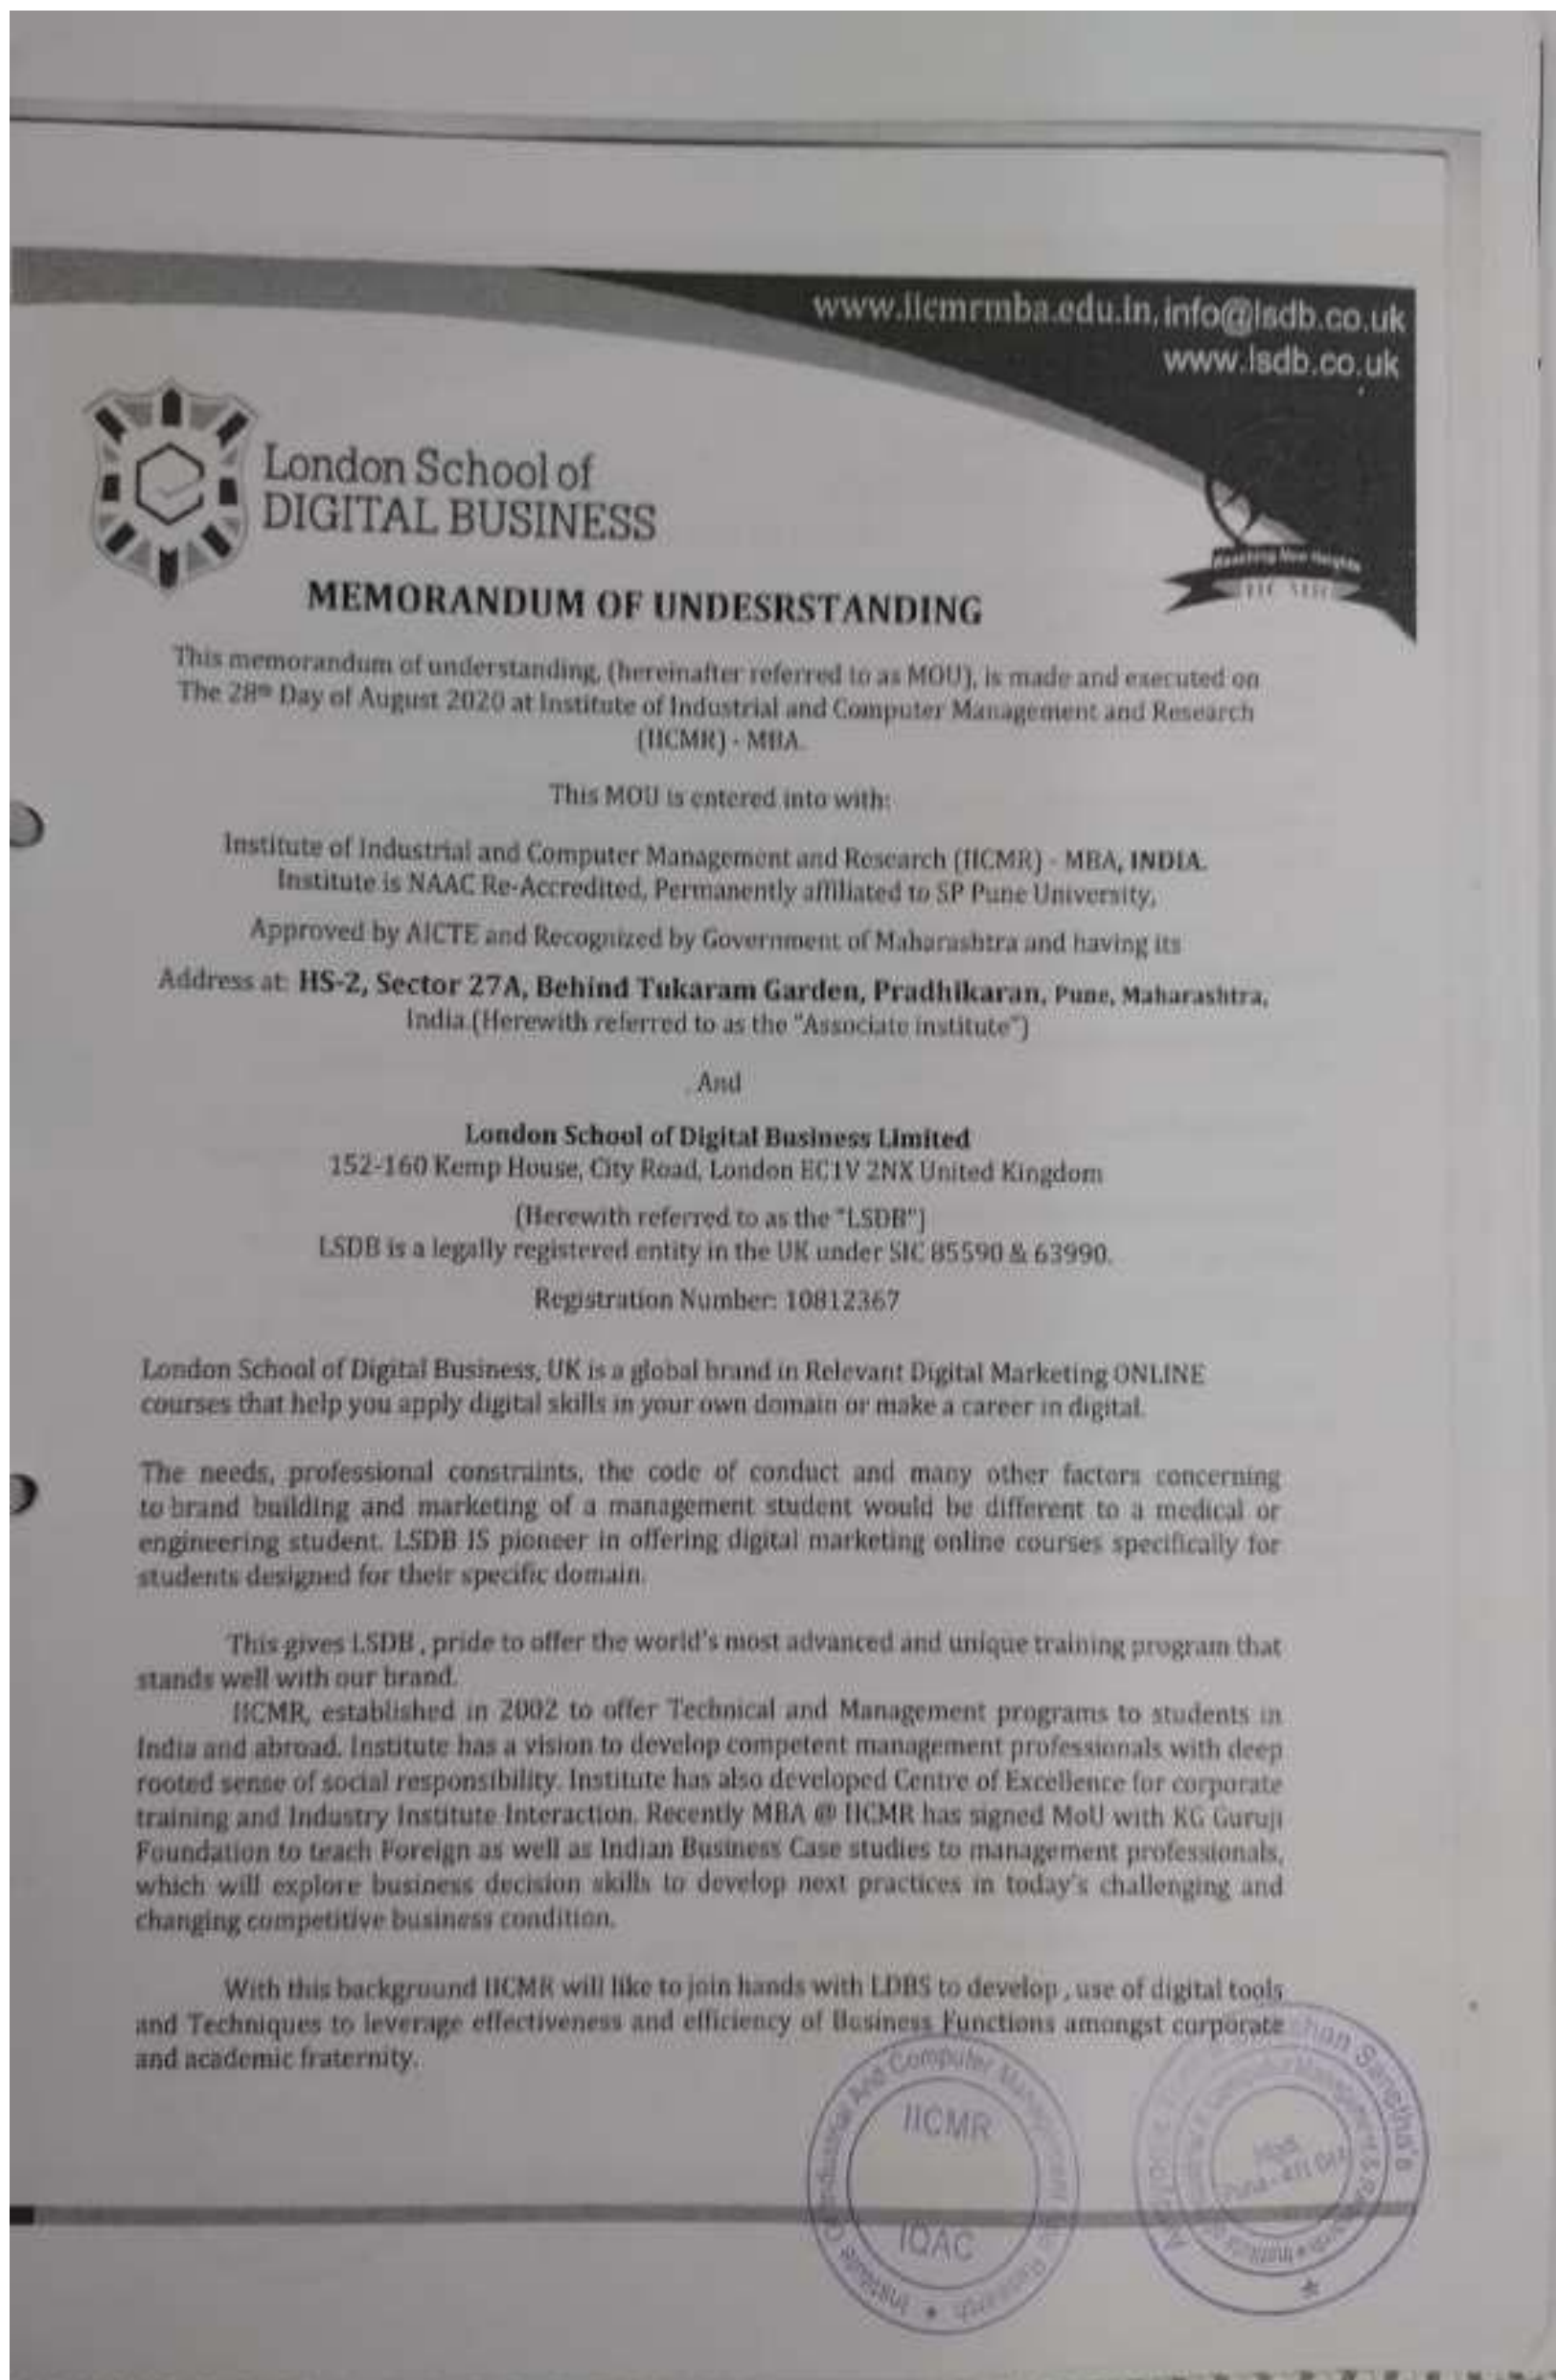 www.iicmrmba.edu.in, info@lsdb.co.uk
www.lsdb.co.uk
London School of
DIGITAL BUSINESS
Reaching New Heights
MEMORANDUM OF UNDESRSTANDING
This memorandum of understanding, (hereinafter referred to as MOU), is made and executed on
The 28th Day of August 2020 at Institute of Industrial and Computer Management and Research
(IICMR) - MBA.
This MOU is entered into with:
Institute of Industrial and Computer Management and Research (IICMR) - MBA, INDIA.
Institute is NAAC Re-Accredited, Permanently affiliated to SP Pune University,
Approved by AICTE and Recognized by Government of Maharashtra and having its
Address at: HS-2, Sector 27A, Behind Tukaram Garden, Pradhikaran, Pune, Maharashtra,
India.(Herewith referred to as the "Associate institute")
And
London School of Digital Business Limited
152-160 Kemp House, City Road, London EC1V 2NX United Kingdom
(Herewith referred to as the "LSDB")
LSDB is a legally registered entity in the UK under SIC 85590 & 63990.
Registration Number: 10812367
London School of Digital Business, UK is a global brand in Relevant Digital Marketing ONLINE
courses that help you apply digital skills in your own domain or make a career in digital.
The needs, professional constraints, the code of conduct and many other factors concerning
to brand building and marketing of a management student would be different to a medical or
engineering student. LSDB IS pioneer in offering digital marketing online courses specifically for
students designed for their specific domain.
This gives LSDB , pride to offer the world's most advanced and unique training program that
stands well with our brand.
IICMR, established in 2002 to offer Technical and Management programs to students in
India and abroad. Institute has a vision to develop competent management professionals with deep
rooted sense of social responsibility. Institute has also developed Centre of Excellence for corporate
training and Industry Institute Interaction. Recently MBA @ IICMR has signed MoU with KG Guruji
Foundation to teach Foreign as well as Indian Business Case studies to management professionals,
which will explore business decision skills to develop next practices in today's challenging and
changing competitive business condition.
With this background IICMR will like to join hands with LDBS to develop , use of digital tools
and Techniques to leverage effectiveness and efficiency of Business Functions amongst corporate
and academic fraternity.
Institute Of Industrial And Computer Management And Research
IICMR
IQAC
Sanstha's